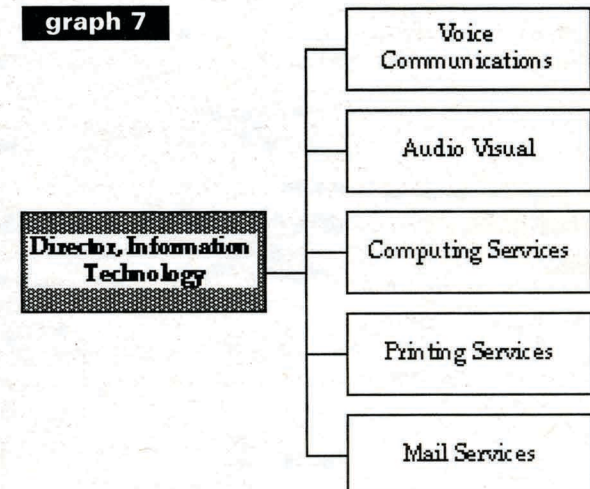 graph 7
Voice
Communications
Audio Visual
Director, Information
Technology
Computing Services
Printing Services
Mail Services